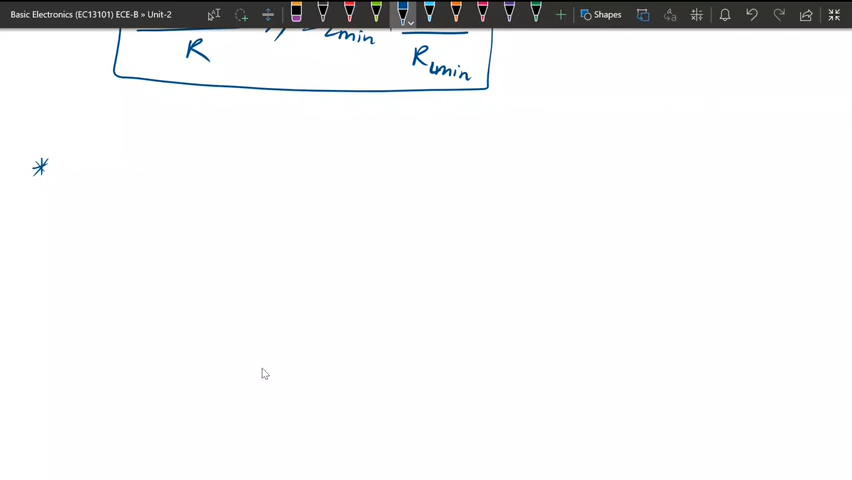 Basic Electronics (EC13101) ECE-B » Unit-2
Shapes
R
min
R Lmin
*